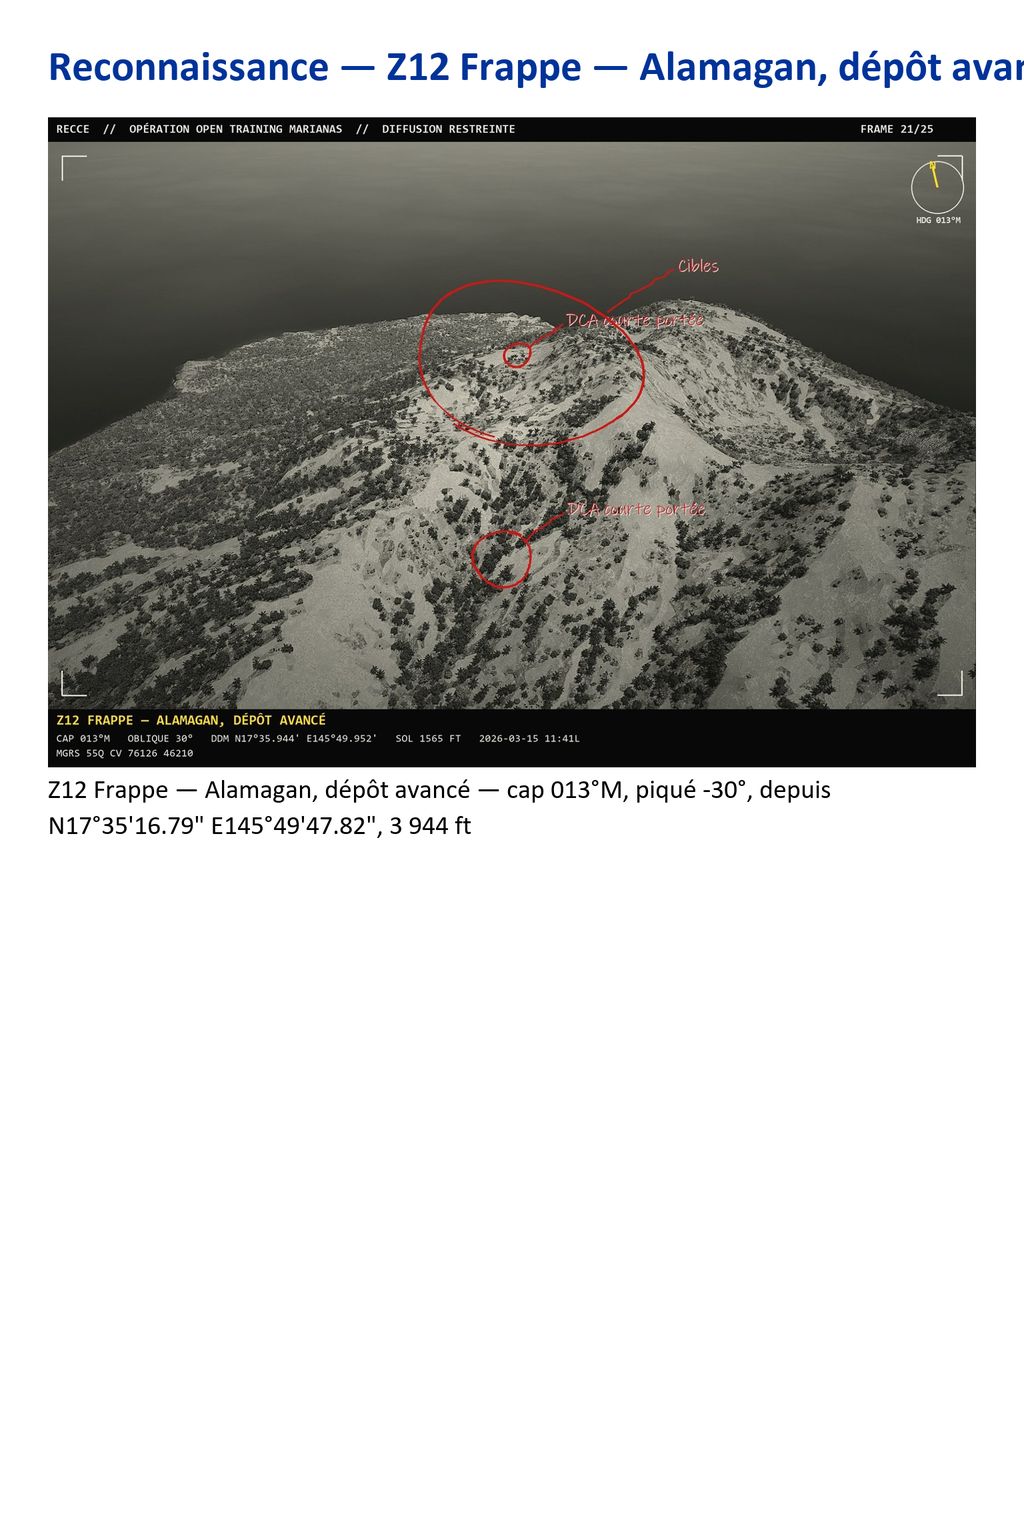 Reconnaissance — Z12 Frappe — Alamagan, dépôt avan
RECCE // OPÉRATION OPEN TRAINING MARIANAS // DIFFUSION RESTREINTE FRAME 21/25
N
HDG 013°M
Cibles
DCA courte portée
DCA courte portée
Z12 FRAPPE — ALAMAGAN, DÉPÔT AVANCÉ
CAP 013°M OBLIQUE 30° DDM N17°35.944' E145°49.952' SOL 1565 FT 2026-03-15 11:41L
MGRS 55Q CV 76126 46210
Z12 Frappe — Alamagan, dépôt avancé — cap 013°M, piqué -30°, depuis
N17°35'16.79" E145°49'47.82", 3 944 ft